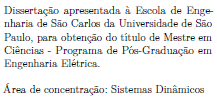 Dissertação apresentada à Escola de Enge-
nharia de São Carlos da Universidade de São
Paulo, para obtenção do título de Mestre em
Ciências - Programa de Pós-Graduação em
Engenharia Elétrica.
Área de concentração: Sistemas Dinâmicos